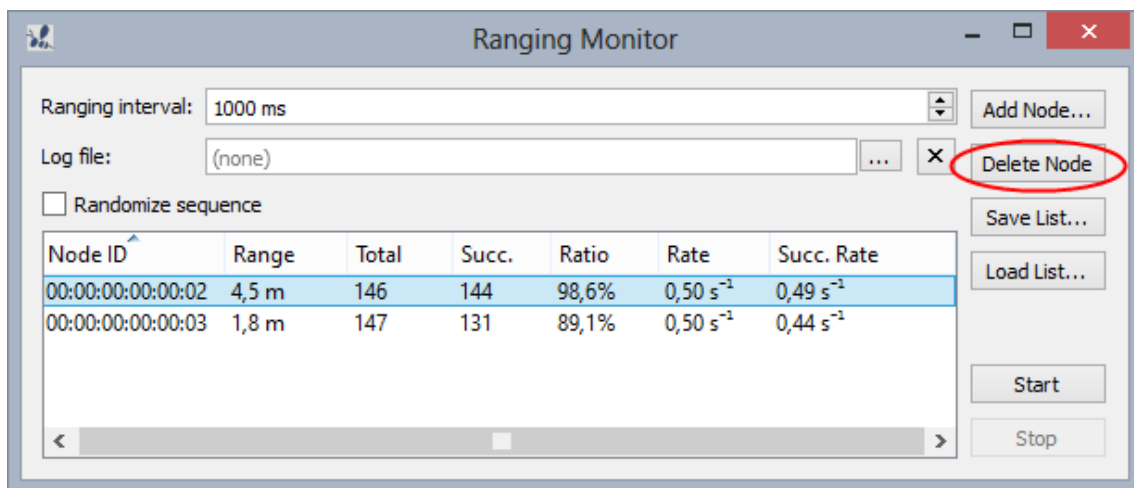 Ranging Monitor
Ranging interval: 1000 ms
Add Node...
Log file: (none) ... x
Delete Node
Randomize sequence
Save List...
Node ID Range Total Succ. Ratio Rate Succ. Rate
Load List...
00:00:00:00:00:02 4,5 m 146 144 98,6% 0,50 s⁻¹ 0,49 s⁻¹
00:00:00:00:00:03 1,8 m 147 131 89,1% 0,50 s⁻¹ 0,44 s⁻¹
Start
Stop